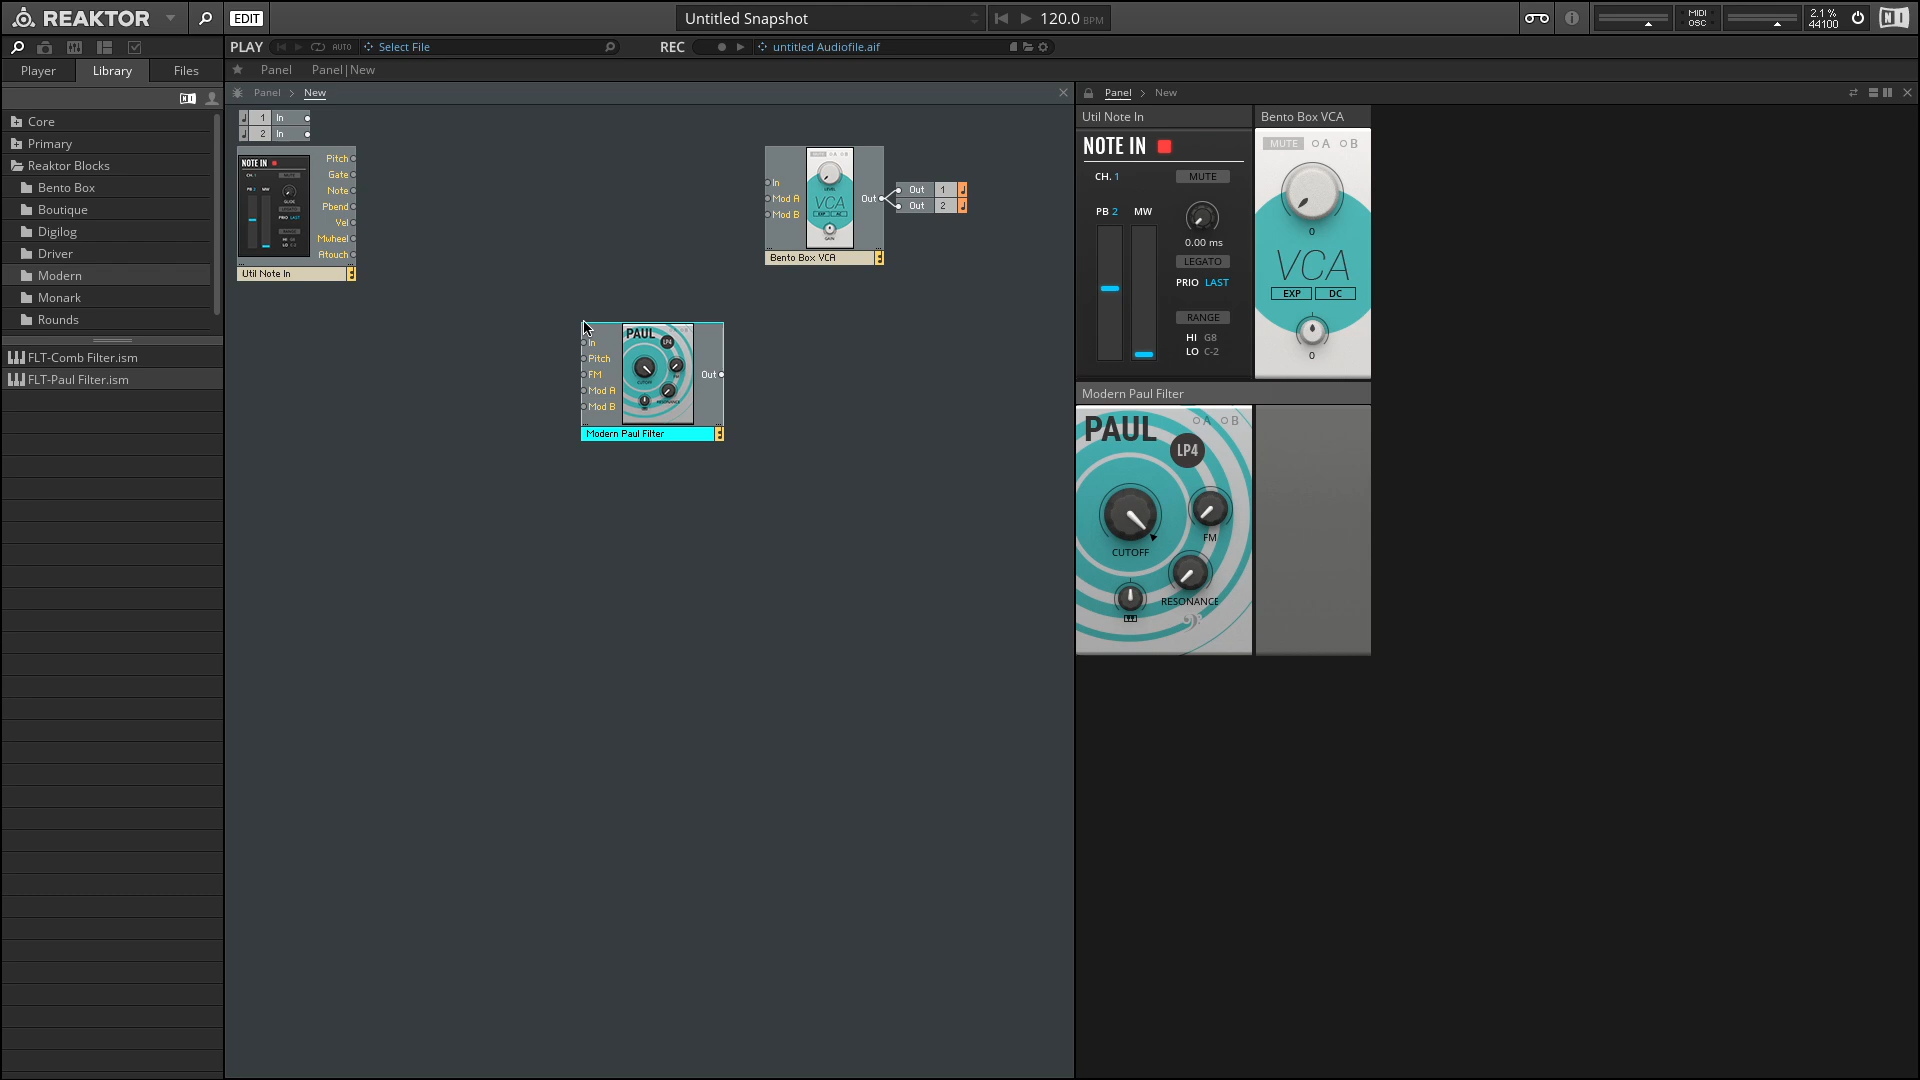 REAKTOR EDIT Untitled Snapshot 120.0 BPM MIDI OSC 2.1 % 44100
PLAY AUTO Select File REC untitled Audiofile.aif
Player Library Files
Panel Panel|New
Panel > New
Panel > New
Core
Primary
Reaktor Blocks
Bento Box
Boutique
Digilog
Driver
Modern
Monark
Rounds
FLT-Comb Filter.ism
FLT-Paul Filter.ism
1 In
2 In
NOTE IN
Pitch
Gate
Note
Pbend
Vel
Mwheel
Atouch
Util Note In
In
Mod A
Mod B
VCA
Out
Out 1
Out 2
Bento Box VCA
In
Pitch
FM
Mod A
Mod B
PAUL
LP4
Out
Modern Paul Filter
Util Note In
NOTE IN
CH. 1 MUTE
PB 2 MW
0.00 ms
LEGATO
PRIO LAST
RANGE
HI G8
LO C-2
Bento Box VCA
MUTE A B
0
VCA
EXP DC
0
Modern Paul Filter
PAUL A B
LP4
FM
CUTOFF
RESONANCE